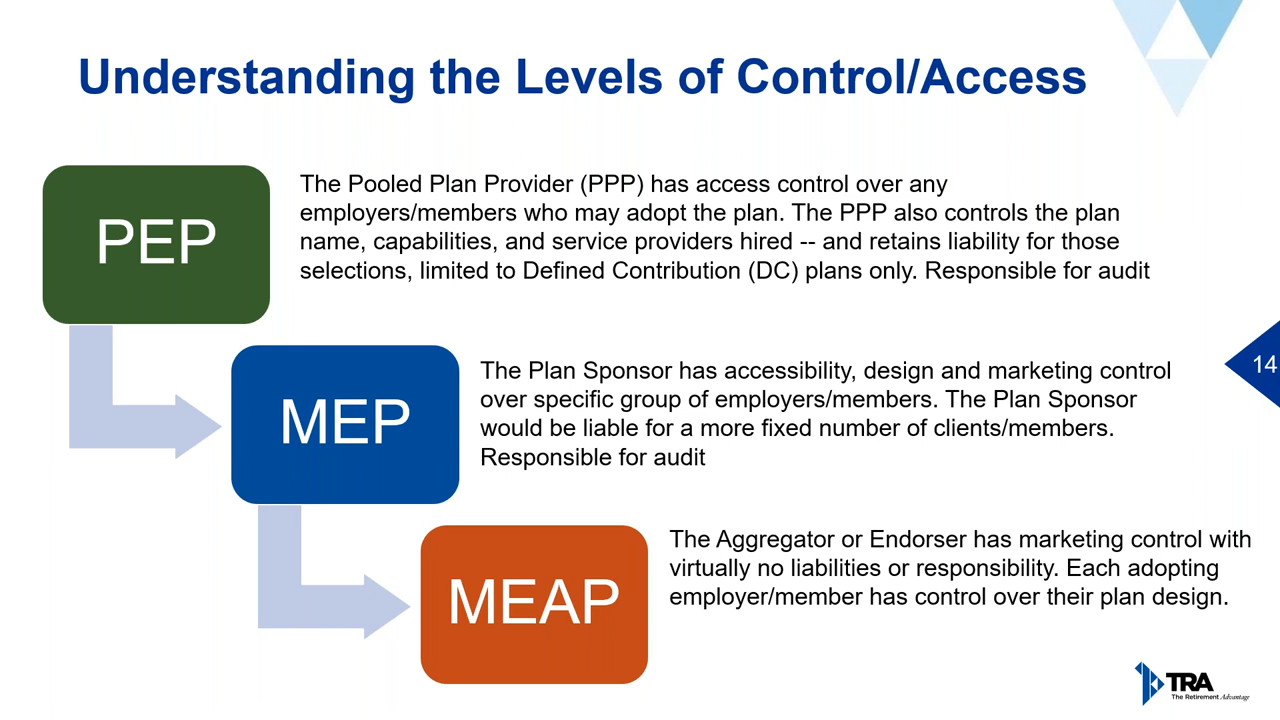 Understanding the Levels of Control/Access
PEP
The Pooled Plan Provider (PPP) has access control over any
employers/members who may adopt the plan. The PPP also controls the plan
name, capabilities, and service providers hired -- and retains liability for those
selections, limited to Defined Contribution (DC) plans only. Responsible for audit
MEP
The Plan Sponsor has accessibility, design and marketing control
over specific group of employers/members. The Plan Sponsor
would be liable for a more fixed number of clients/members.
Responsible for audit
14
MEAP
The Aggregator or Endorser has marketing control with
virtually no liabilities or responsibility. Each adopting
employer/member has control over their plan design.
TRA
The Retirement Advantage